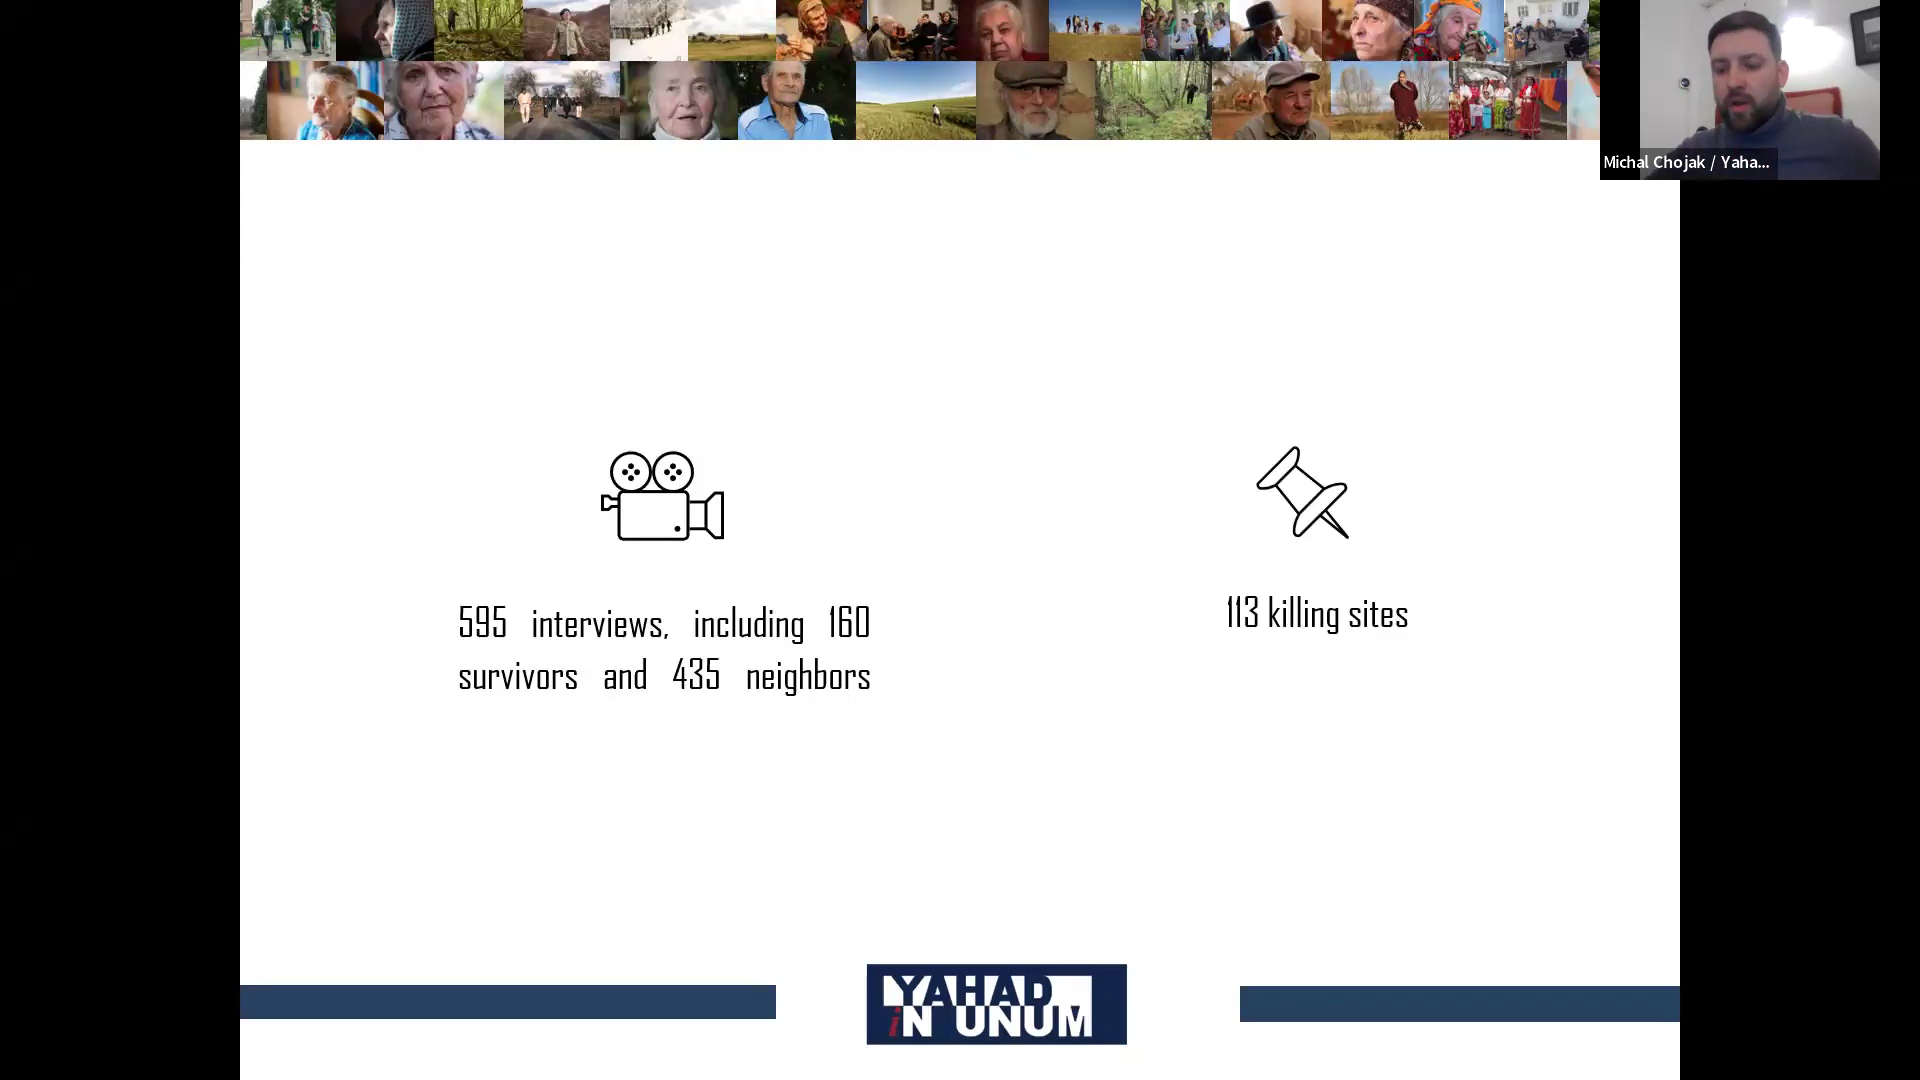 Michal Chojak / Yaha...
595 interviews, including 160
survivors and 435 neighbors
113 killing sites
YAHAD
iN UNUM